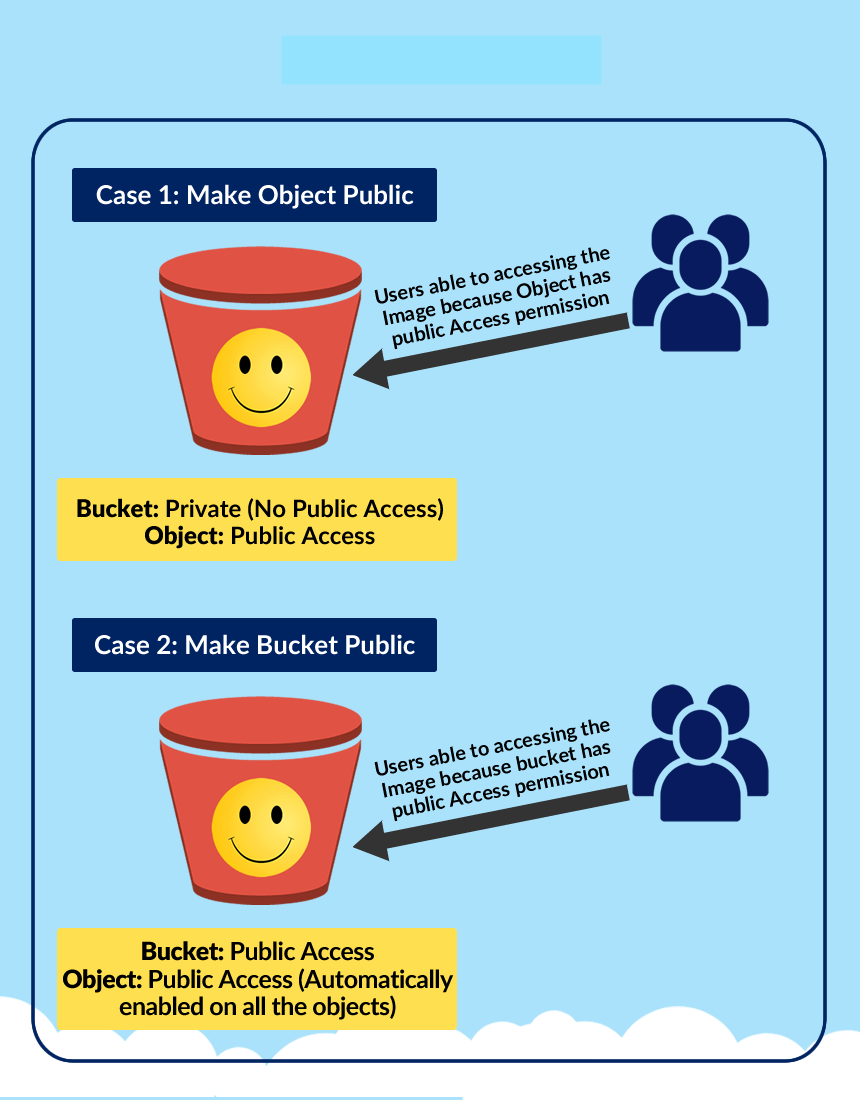 Case 1: Make Object Public
Users able to accessing the
Image because Object has
public Access permission
Bucket: Private (No Public Access)
Object: Public Access
Case 2: Make Bucket Public
Users able to accessing the
Image because bucket has
public Access permission
Bucket: Public Access
Object: Public Access (Automatically
enabled on all the objects)